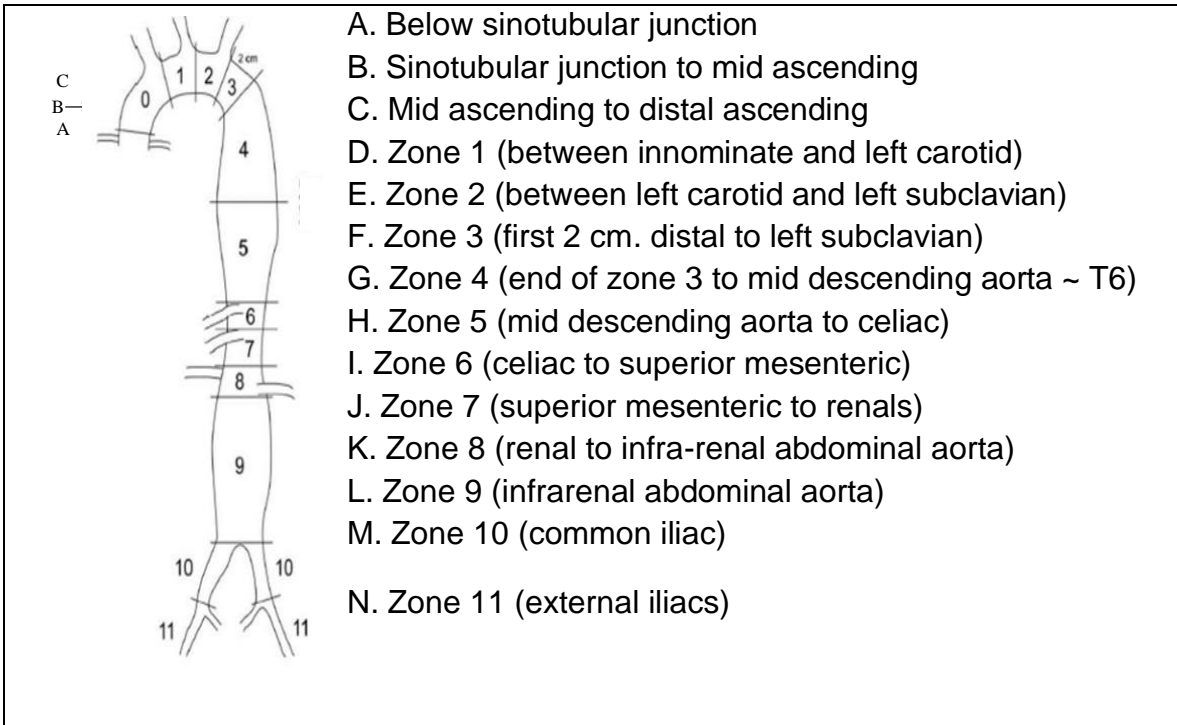 A. Below sinotubular junction
B. Sinotubular junction to mid ascending
C. Mid ascending to distal ascending
D. Zone 1 (between innominate and left carotid)
E. Zone 2 (between left carotid and left subclavian)
F. Zone 3 (first 2 cm. distal to left subclavian)
G. Zone 4 (end of zone 3 to mid descending aorta ~ T6)
H. Zone 5 (mid descending aorta to celiac)
I. Zone 6 (celiac to superior mesenteric)
J. Zone 7 (superior mesenteric to renals)
K. Zone 8 (renal to infra-renal abdominal aorta)
L. Zone 9 (infrarenal abdominal aorta)
M. Zone 10 (common iliac)
N. Zone 11 (external iliacs)
C
B
A
0
1
2
2 cm
3
4
5
6
7
8
9
10
10
11
11